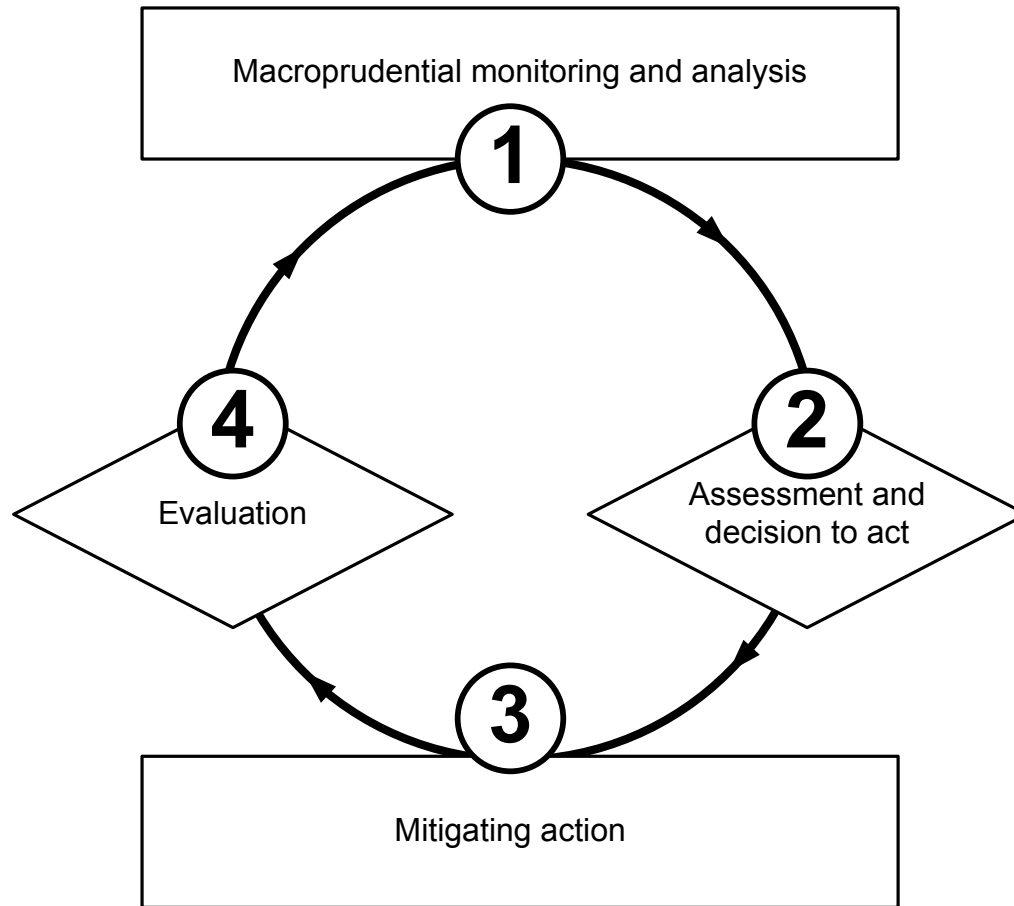 Macroprudential monitoring and analysis
1
2
Assessment and
decision to act
3
Mitigating action
4
Evaluation